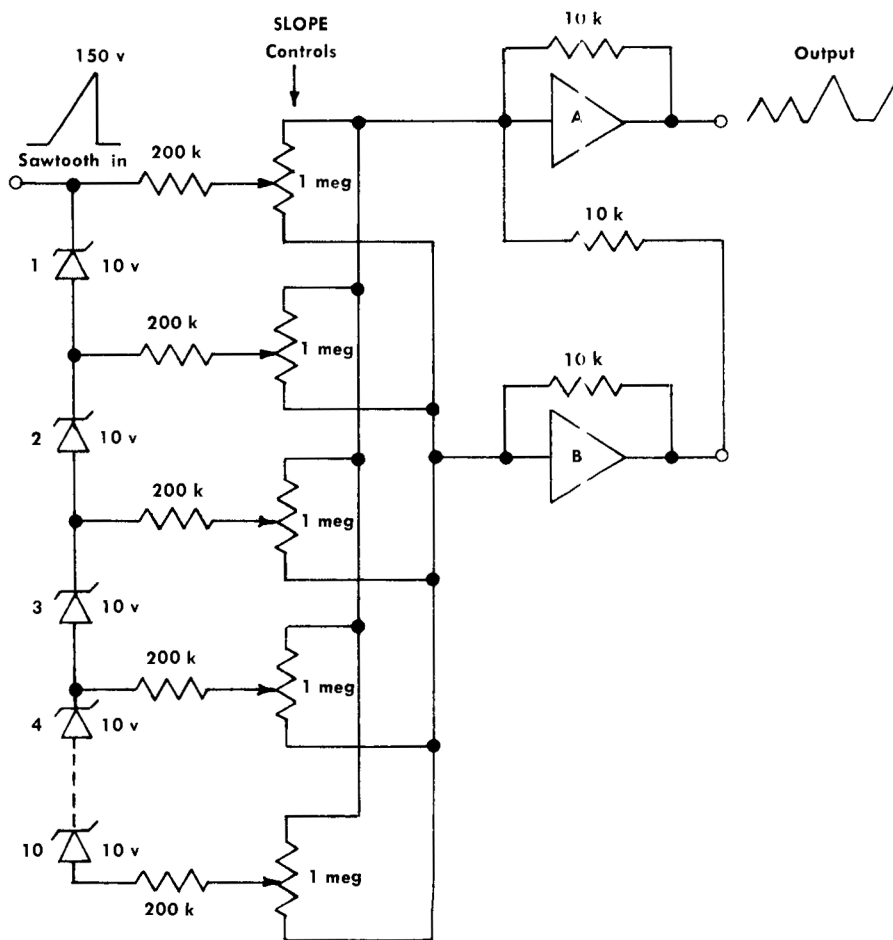 150 v
Sawtooth in
SLOPE
Controls
10 k
Output
A
200 k
1 meg
10 k
1
10 v
200 k
1 meg
10 k
2
10 v
B
200 k
1 meg
3
10 v
200 k
1 meg
4
10 v
10
10 v
200 k
1 meg